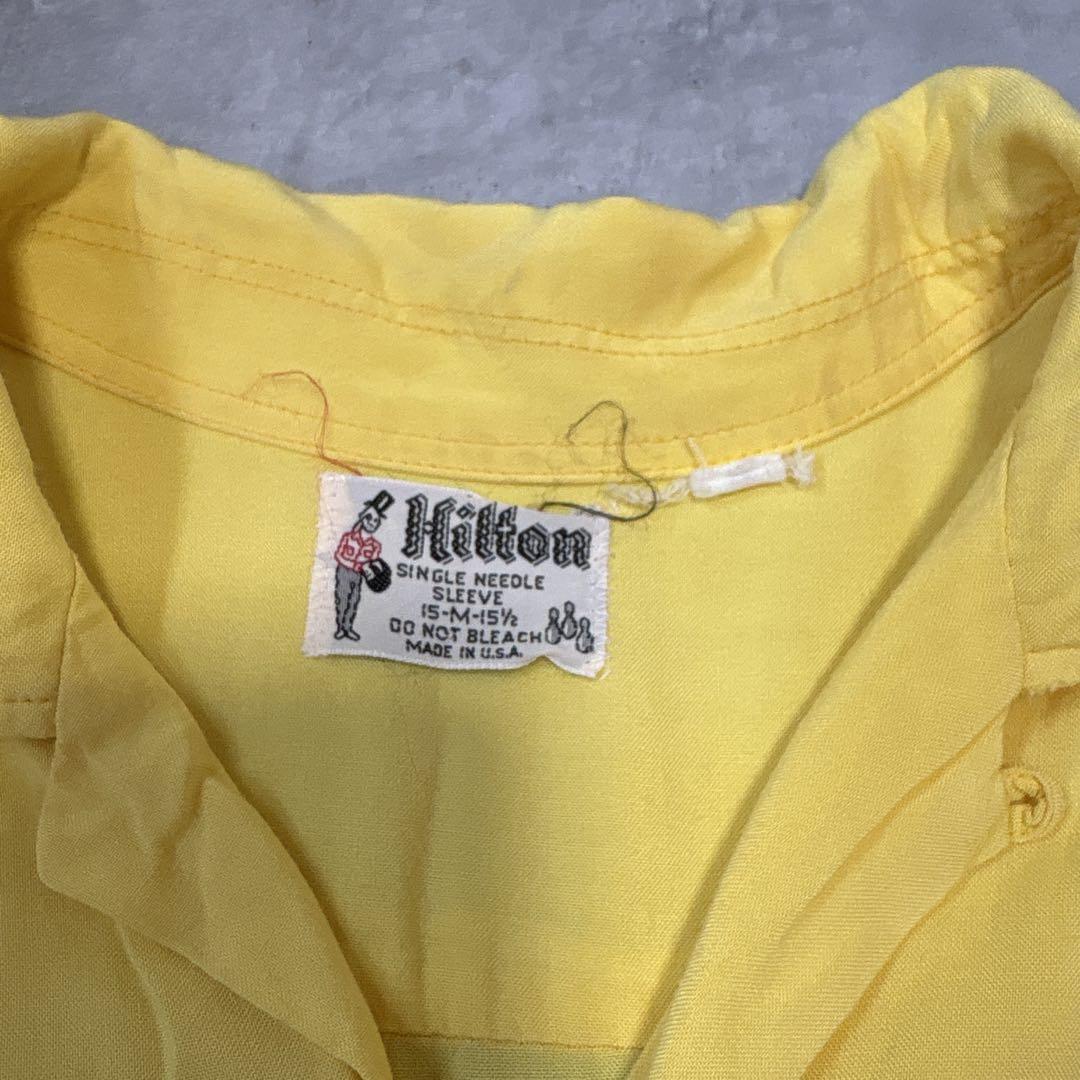 Hilton
SINGLE NEEDLE
SLEEVE
15-M-15½
DO NOT BLEACH
MADE IN U.S.A.